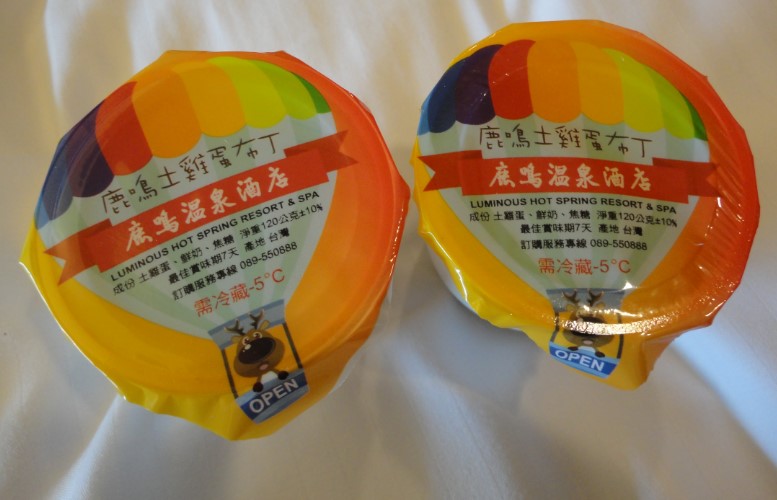 鹿鳴土雞蛋布丁
鹿鳴温泉酒店
LUMINOUS HOT SPRING RESORT & SPA
成份 土雞蛋、鮮奶、焦糖 淨重120公克±10%
最佳賞味期7天 產地 台灣
訂購服務專線 089-550888
需冷藏-5°C
OPEN
鹿鳴土雞蛋布丁
鹿鳴温泉酒店
LUMINOUS HOT SPRING RESORT & SPA
成份 土雞蛋、鮮奶、焦糖 淨重120公克±10%
最佳賞味期7天 產地 台灣
訂購服務專線 089-550888
需冷藏-5°C
OPEN